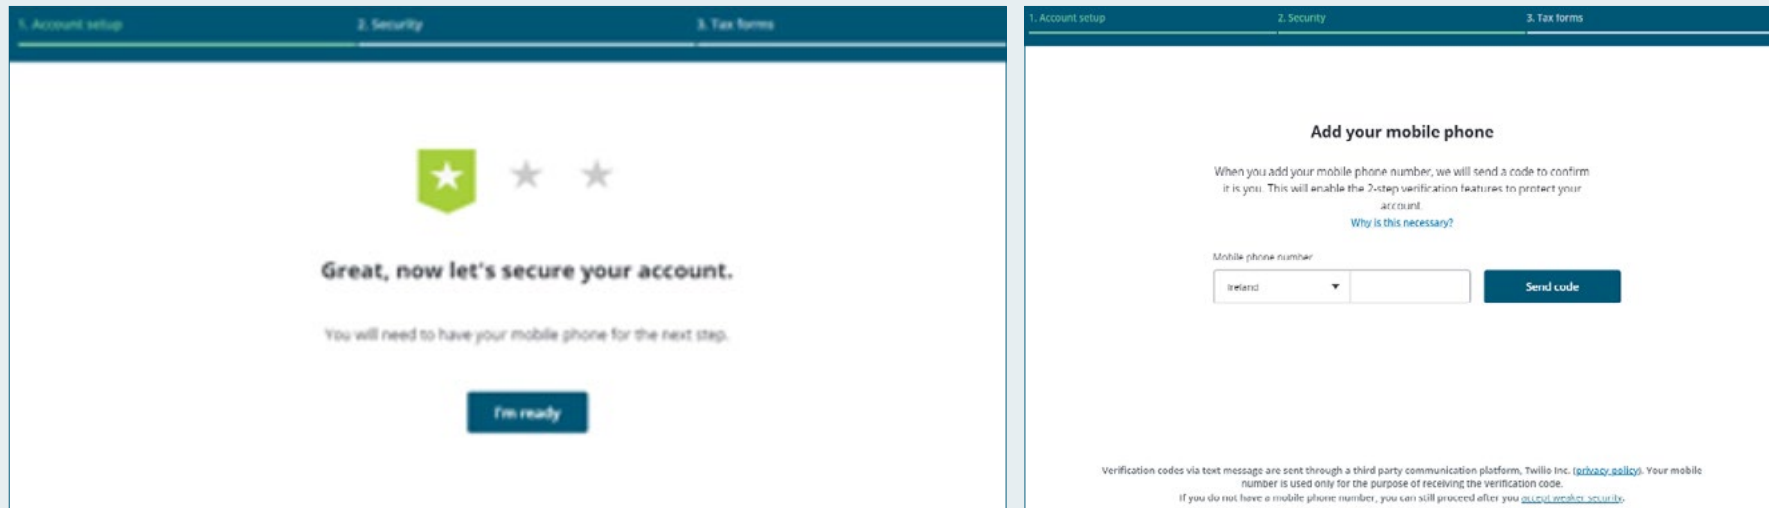 1. Account setup 2. Security 3. Tax forms
Great, now let's secure your account.
You will need to have your mobile phone for the next step.
I'm ready
1. Account setup 2. Security 3. Tax forms
Add your mobile phone
When you add your mobile phone number, we will send a code to confirm
it is you. This will enable the 2-step verification features to protect your
account.
Why is this necessary?
Mobile phone number
Ireland
Send code
Verification codes via text message are sent through a third party communication platform, Twilio Inc. (privacy policy). Your mobile
number is used only for the purpose of receiving the verification code.
If you do not have a mobile phone number, you can still proceed after you accept weaker security.